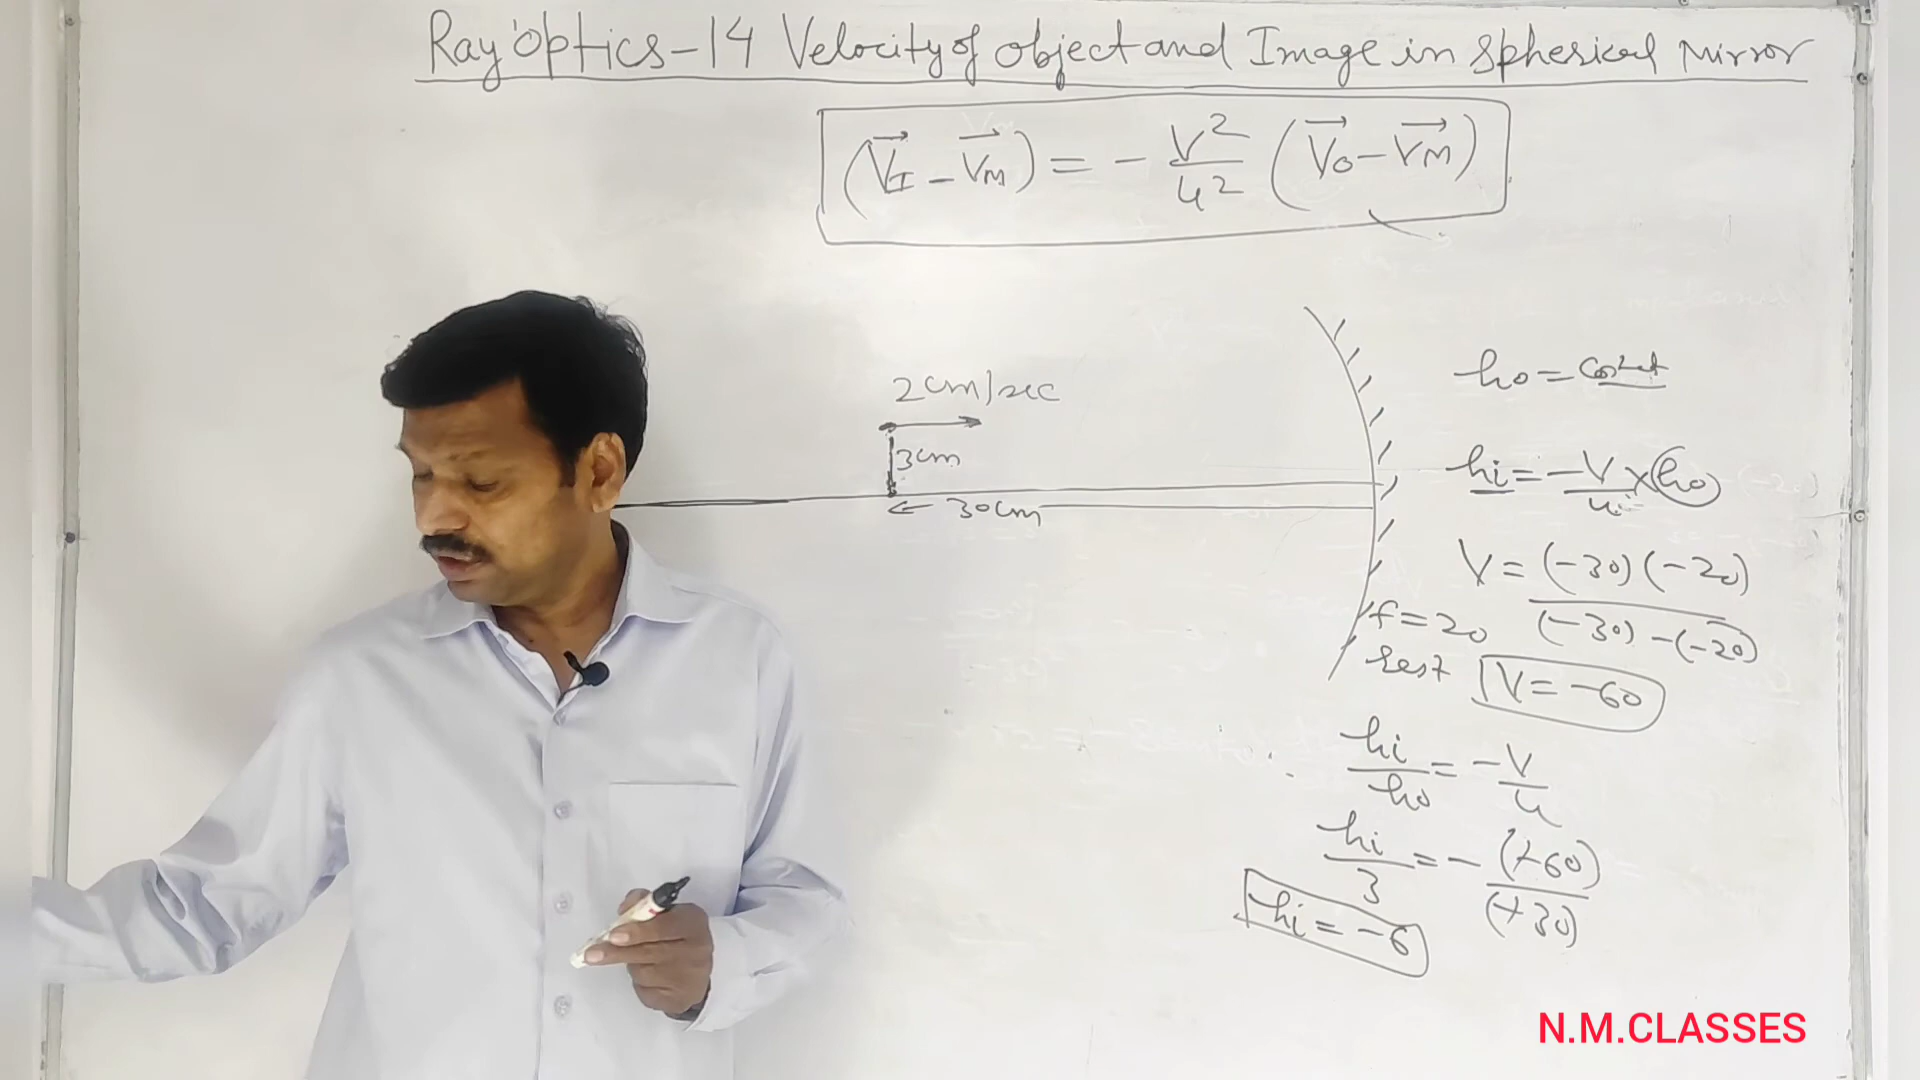 Ray Optics-14 Velocity of object and Image in Spherical Mirror
(V⃗I - V⃗M) = - V²/u² (V⃗O - V⃗M)
2cm/sec
3cm
← 30cm
ho = const
hi = -V/u × ho
V = (-30)(-20)/(-30)-(-20)
f = 20
rest
V = -60
hi/ho = -V/u
hi/3 = - (-60)/(-30)
hi = -6
N.M.CLASSES